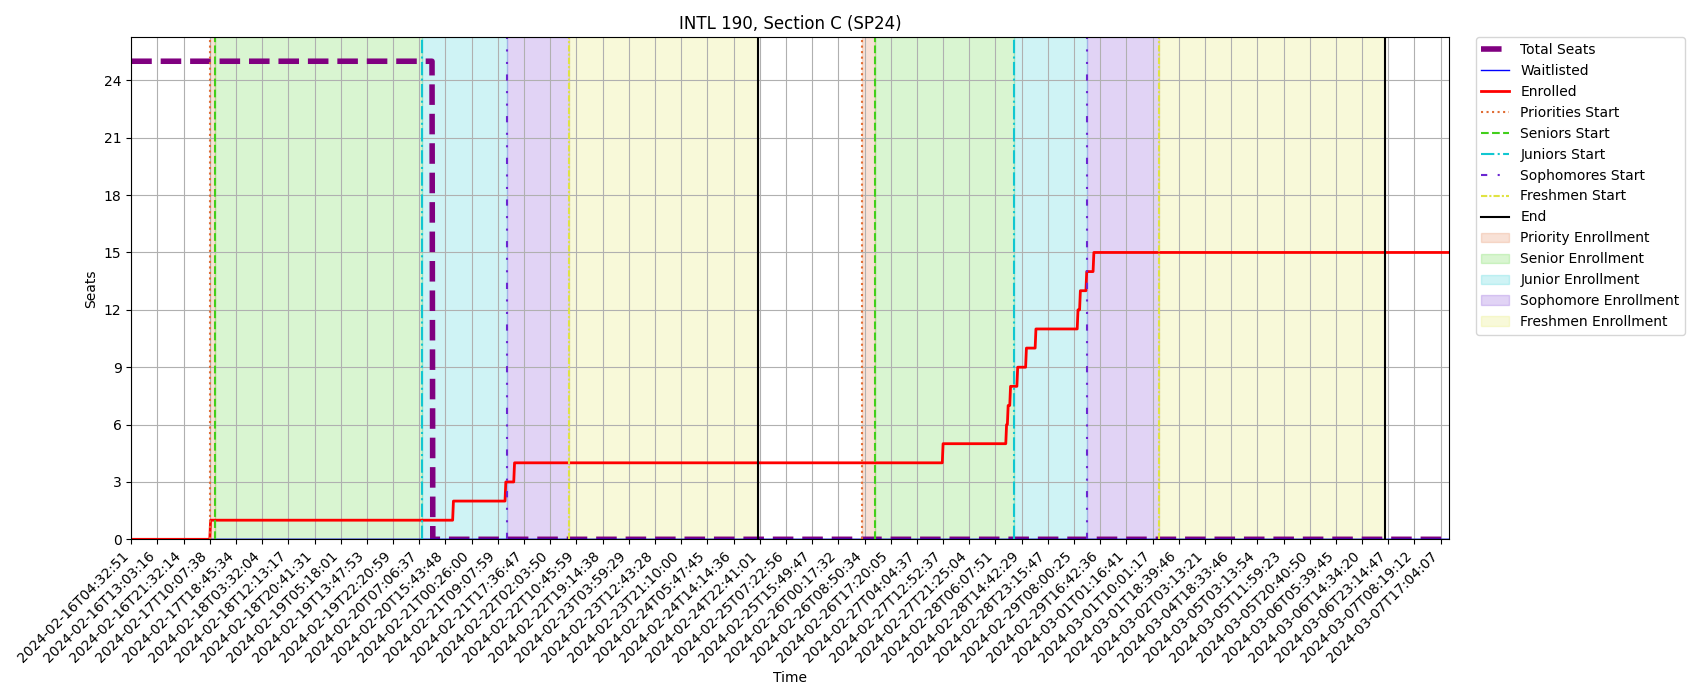 INTL 190, Section C (SP24)
Seats
24
21
18
15
12
9
6
3
0
2024-02-16T04:32:51
2024-02-16T13:03:16
2024-02-16T21:32:14
2024-02-17T10:07:38
2024-02-17T18:45:34
2024-02-18T03:32:04
2024-02-18T12:13:17
2024-02-18T20:41:31
2024-02-19T05:18:01
2024-02-19T13:47:53
2024-02-19T22:20:59
2024-02-20T07:06:37
2024-02-20T15:43:48
2024-02-21T00:26:00
2024-02-21T09:07:59
2024-02-21T17:36:47
2024-02-22T02:03:50
2024-02-22T10:45:59
2024-02-22T19:14:38
2024-02-23T03:59:29
2024-02-23T12:43:28
2024-02-23T21:10:00
2024-02-24T05:47:45
2024-02-24T14:14:36
2024-02-24T22:41:01
2024-02-25T07:22:56
2024-02-25T15:49:47
2024-02-26T00:17:32
2024-02-26T08:50:34
2024-02-26T17:20:05
2024-02-27T04:04:37
2024-02-27T12:52:37
2024-02-27T21:25:04
2024-02-28T06:07:51
2024-02-28T14:42:29
2024-02-28T23:15:47
2024-02-29T08:00:25
2024-02-29T16:42:36
2024-03-01T01:16:41
2024-03-01T10:01:17
2024-03-01T18:39:46
2024-03-02T03:13:21
2024-03-04T18:33:46
2024-03-05T03:13:54
2024-03-05T11:59:23
2024-03-05T20:40:50
2024-03-06T05:39:45
2024-03-06T14:34:20
2024-03-06T23:14:47
2024-03-07T08:19:12
2024-03-07T17:04:07
Time
Total Seats
Waitlisted
Enrolled
Priorities Start
Seniors Start
Juniors Start
Sophomores Start
Freshmen Start
End
Priority Enrollment
Senior Enrollment
Junior Enrollment
Sophomore Enrollment
Freshmen Enrollment